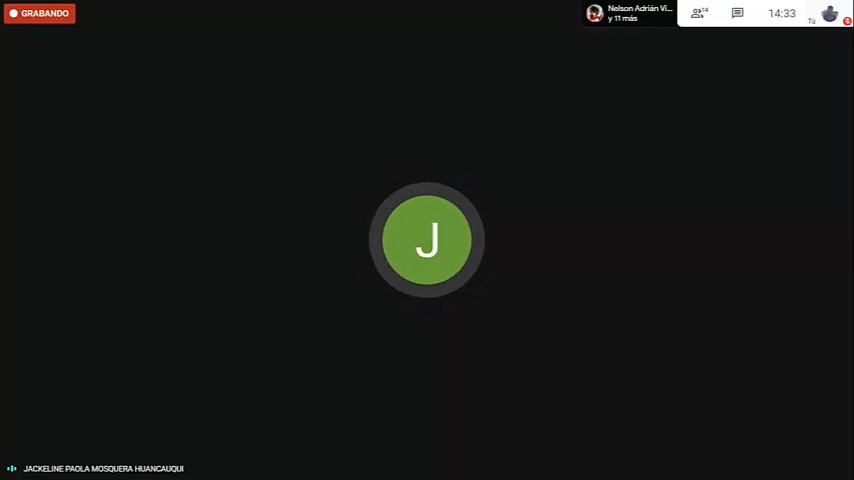 GRABANDO
Nelson Adrián Vi...
y 11 más
14
14:33
Tú
J
JACKELINE PAOLA MOSQUERA HUANCAUQUI